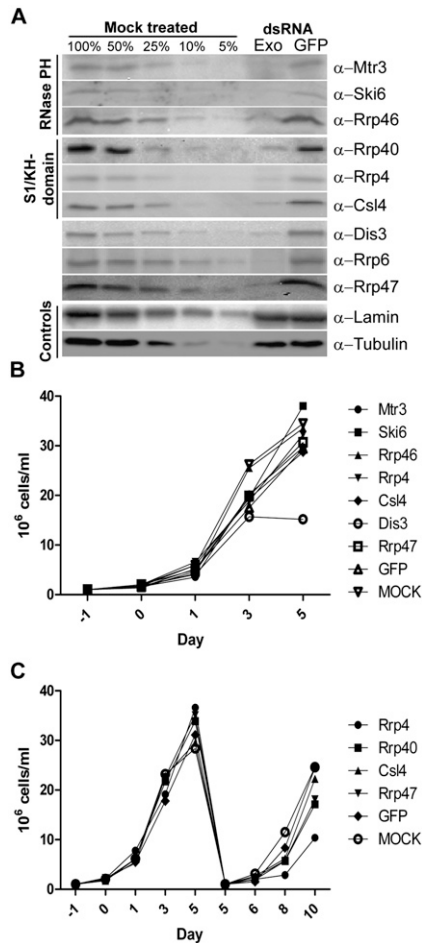 A
Mock treated
dsRNA
100% 50% 25% 10% 5% Exo GFP
RNase PH
α-Mtr3
α-Ski6
α-Rrp46
S1/KH-
domain
α-Rrp40
α-Rrp4
α-Csl4
α-Dis3
α-Rrp6
α-Rrp47
Controls
α-Lamin
α-Tubulin
B
40
30
20
10
0
10⁶ cells/ml
-1 0 1 3 5
Day
Mtr3
Ski6
Rrp46
Rrp4
Csl4
Dis3
Rrp47
GFP
MOCK
C
40
30
20
10
0
10⁶ cells/ml
-1 0 1 3 5 5 6 8 10
Day
Rrp4
Rrp40
Csl4
Rrp47
GFP
MOCK